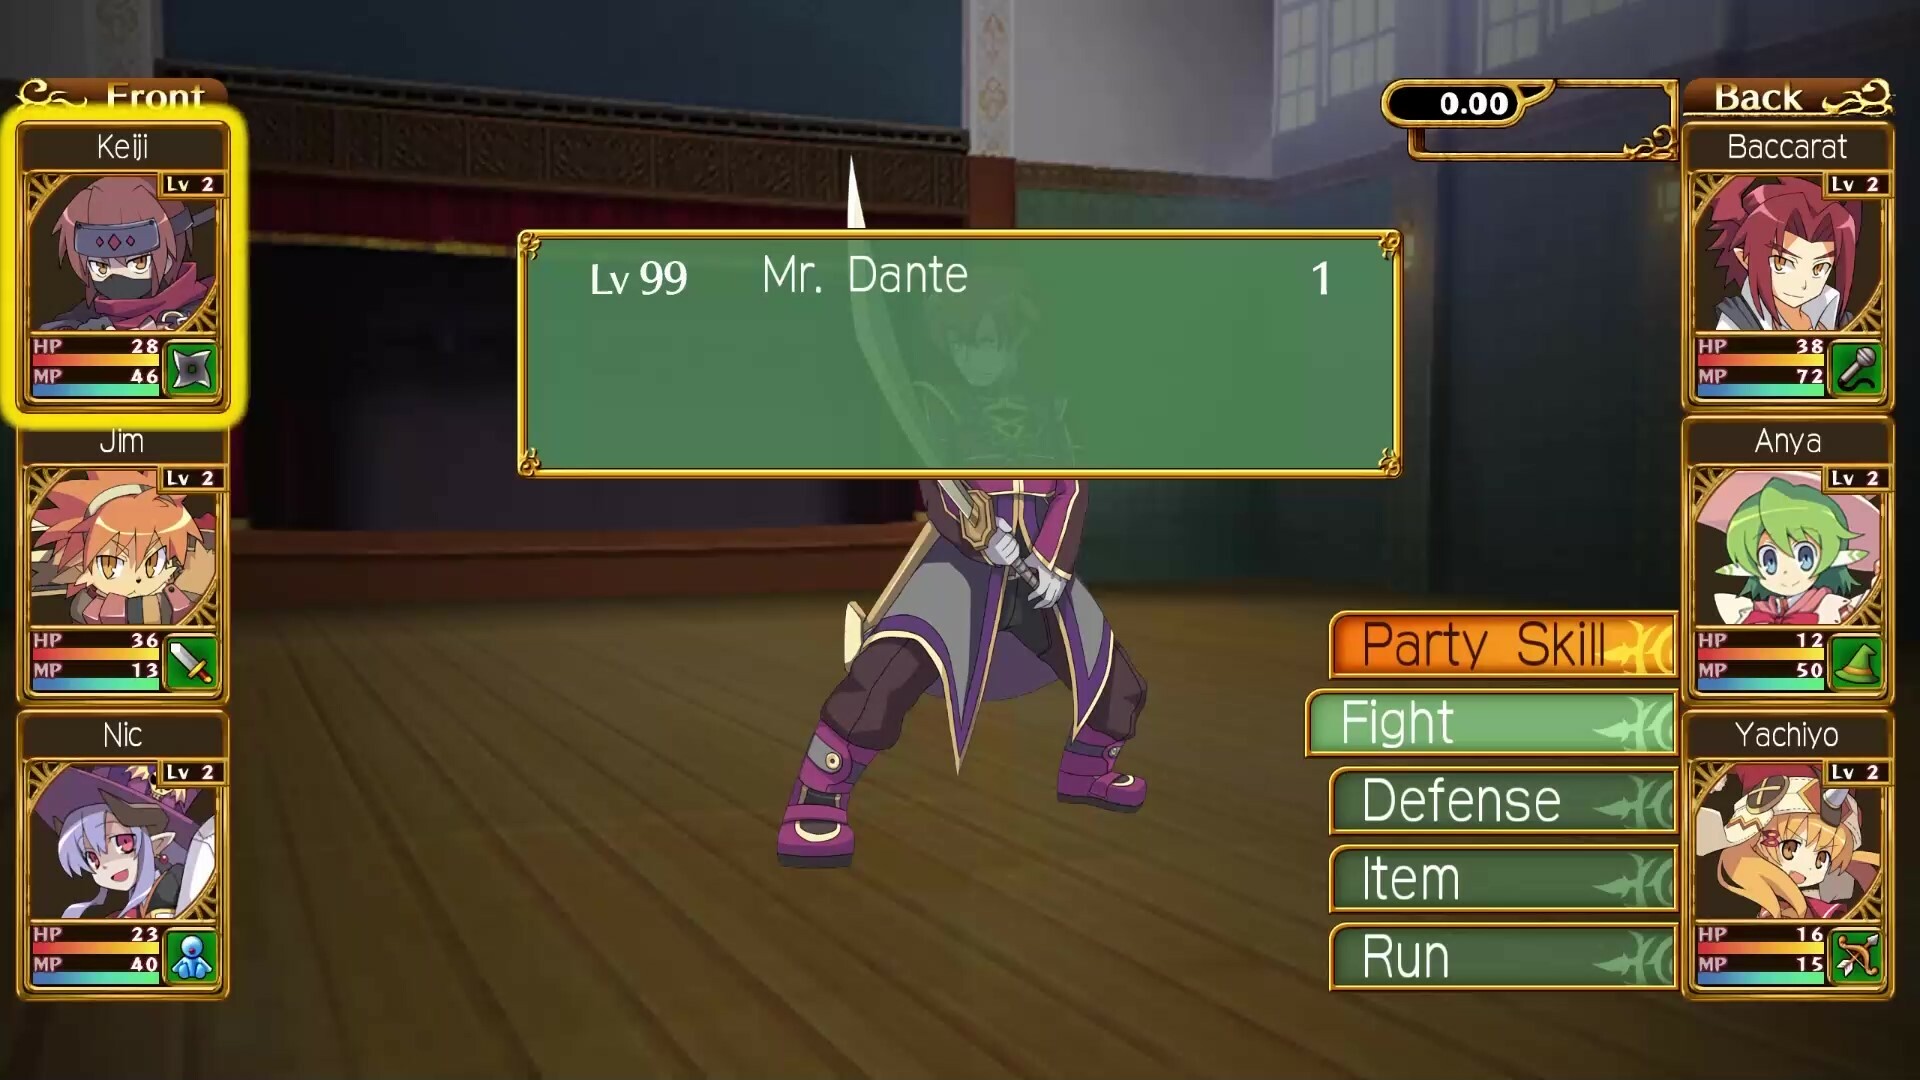 Front
Keiji
Lv 2
HP 28
MP 46
Jim
Lv 2
HP 36
MP 13
Nic
Lv 2
HP 23
MP 40
Lv 99 Mr. Dante 1
0.00
Party Skill
Fight
Defense
Item
Run
Back
Baccarat
Lv 2
HP 38
MP 72
Anya
Lv 2
HP 12
MP 50
Yachiyo
Lv 2
HP 16
MP 15